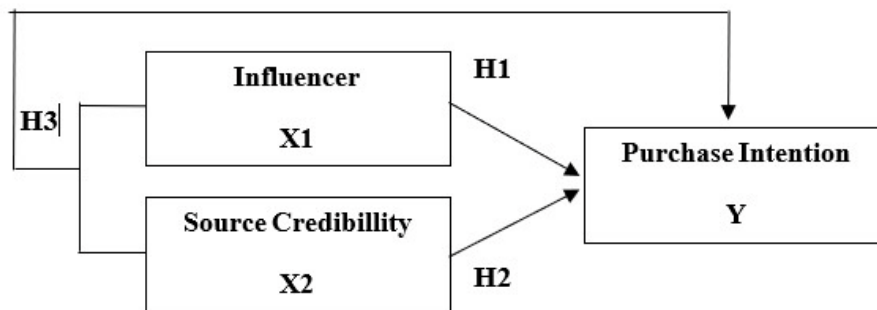 Influencer
X1
H1
H3
Purchase Intention
Y
Source Credibillity
X2
H2